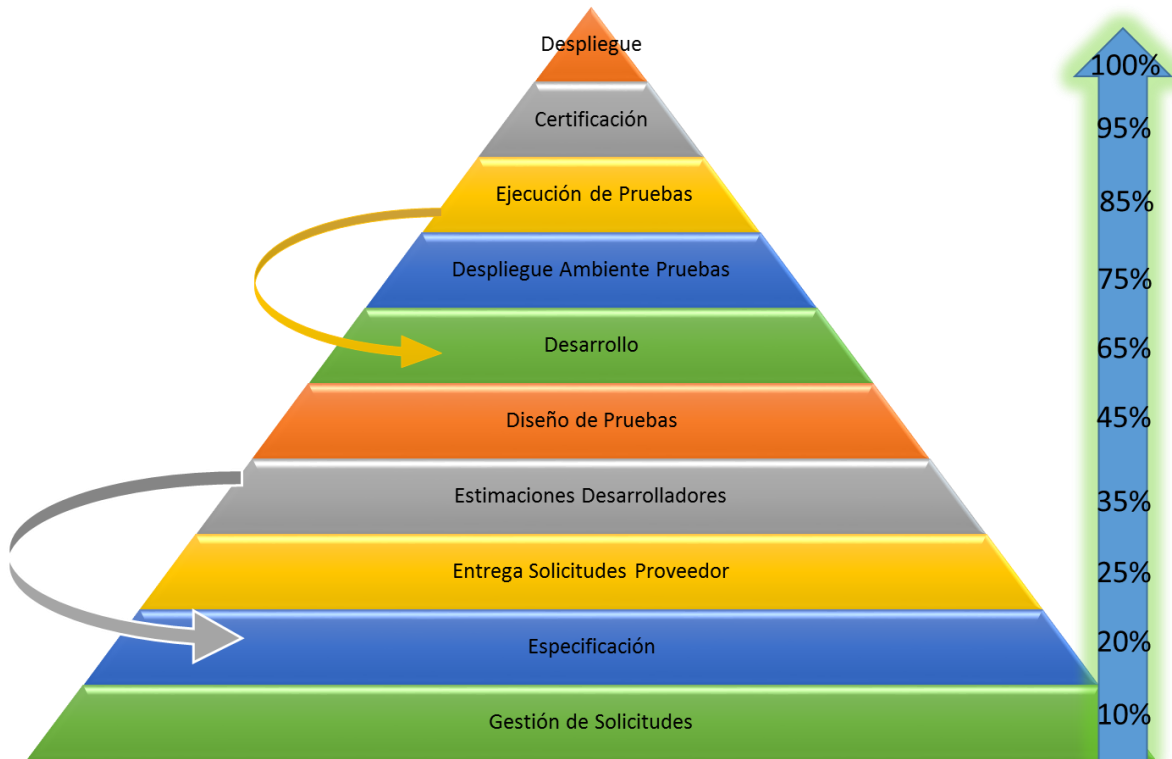 Despliegue
100%
Certificación
95%
Ejecución de Pruebas
85%
Despliegue Ambiente Pruebas
75%
Desarrollo
65%
Diseño de Pruebas
45%
Estimaciones Desarrolladores
35%
Entrega Solicitudes Proveedor
25%
Especificación
20%
Gestión de Solicitudes
10%